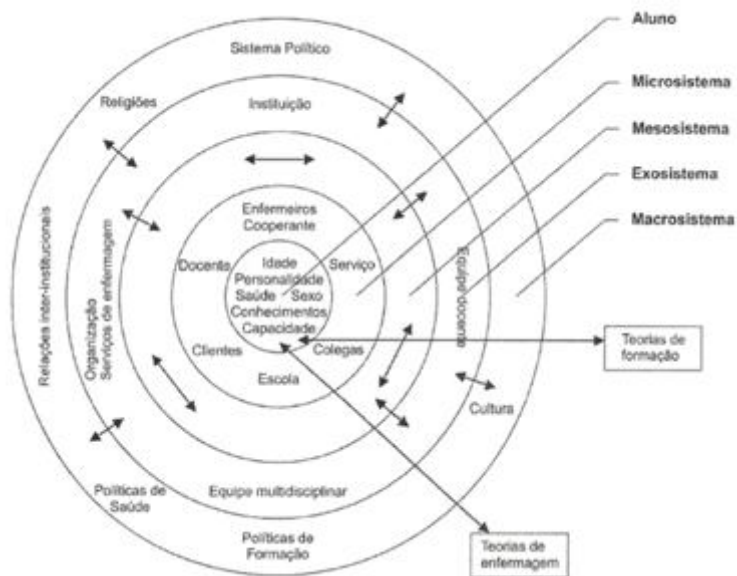 Sistema Político
Aluno
Religiões
Instituição
Microsistema
Mesosistema
Exosistema
Macrosistema
Enfermeiros
Cooperante
Docente
Serviço
Idade
Personalidade
Saúde Sexo
Conhecimentos
Capacidade
Clientes
Colegas
Escola
Relações inter-institucionais
Organização
Serviços de enfermagem
Equipe docente
Teorias de
formação
Cultura
Equipe multidisciplinar
Políticas de
Saúde
Políticas de
Formação
Teorias de
enfermagem